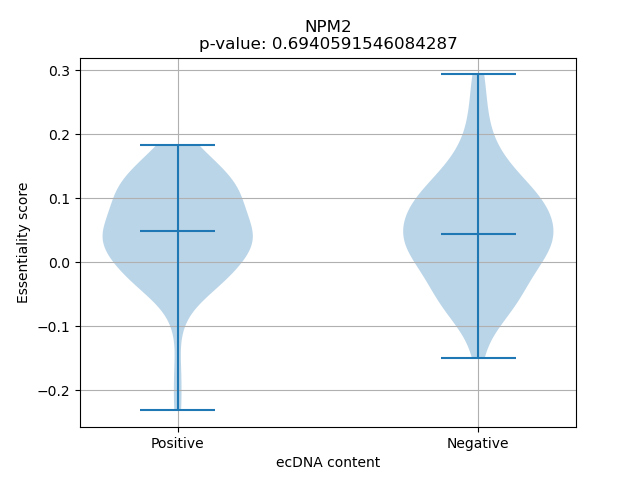 NPM2
p-value: 0.6940591546084287
0.3
0.2
0.1
0.0
−0.1
−0.2
Essentiality score
Positive
Negative
ecDNA content